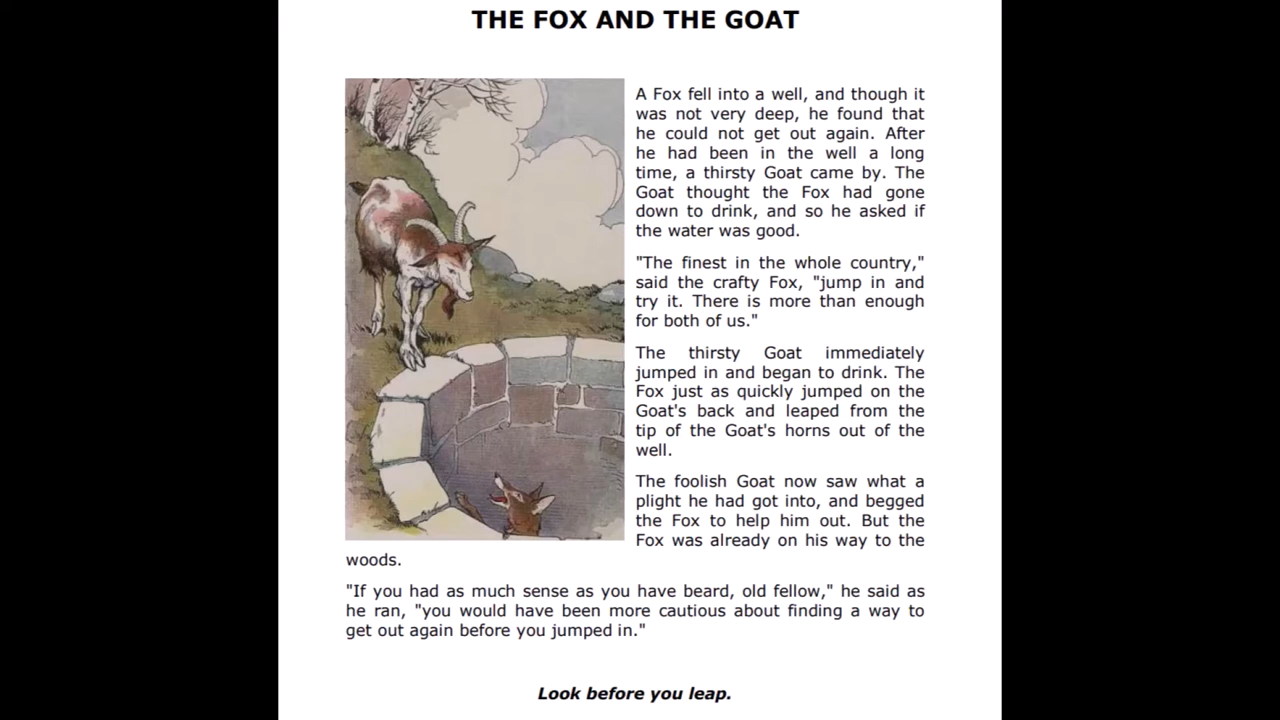 THE FOX AND THE GOAT
A Fox fell into a well, and though it
was not very deep, he found that
he could not get out again. After
he had been in the well a long
time, a thirsty Goat came by. The
Goat thought the Fox had gone
down to drink, and so he asked if
the water was good.
"The finest in the whole country,"
said the crafty Fox, "jump in and
try it. There is more than enough
for both of us."
The thirsty Goat immediately
jumped in and began to drink. The
Fox just as quickly jumped on the
Goat's back and leaped from the
tip of the Goat's horns out of the
well.
The foolish Goat now saw what a
plight he had got into, and begged
the Fox to help him out. But the
Fox was already on his way to the
woods.
"If you had as much sense as you have beard, old fellow," he said as
he ran, "you would have been more cautious about finding a way to
get out again before you jumped in."
Look before you leap.